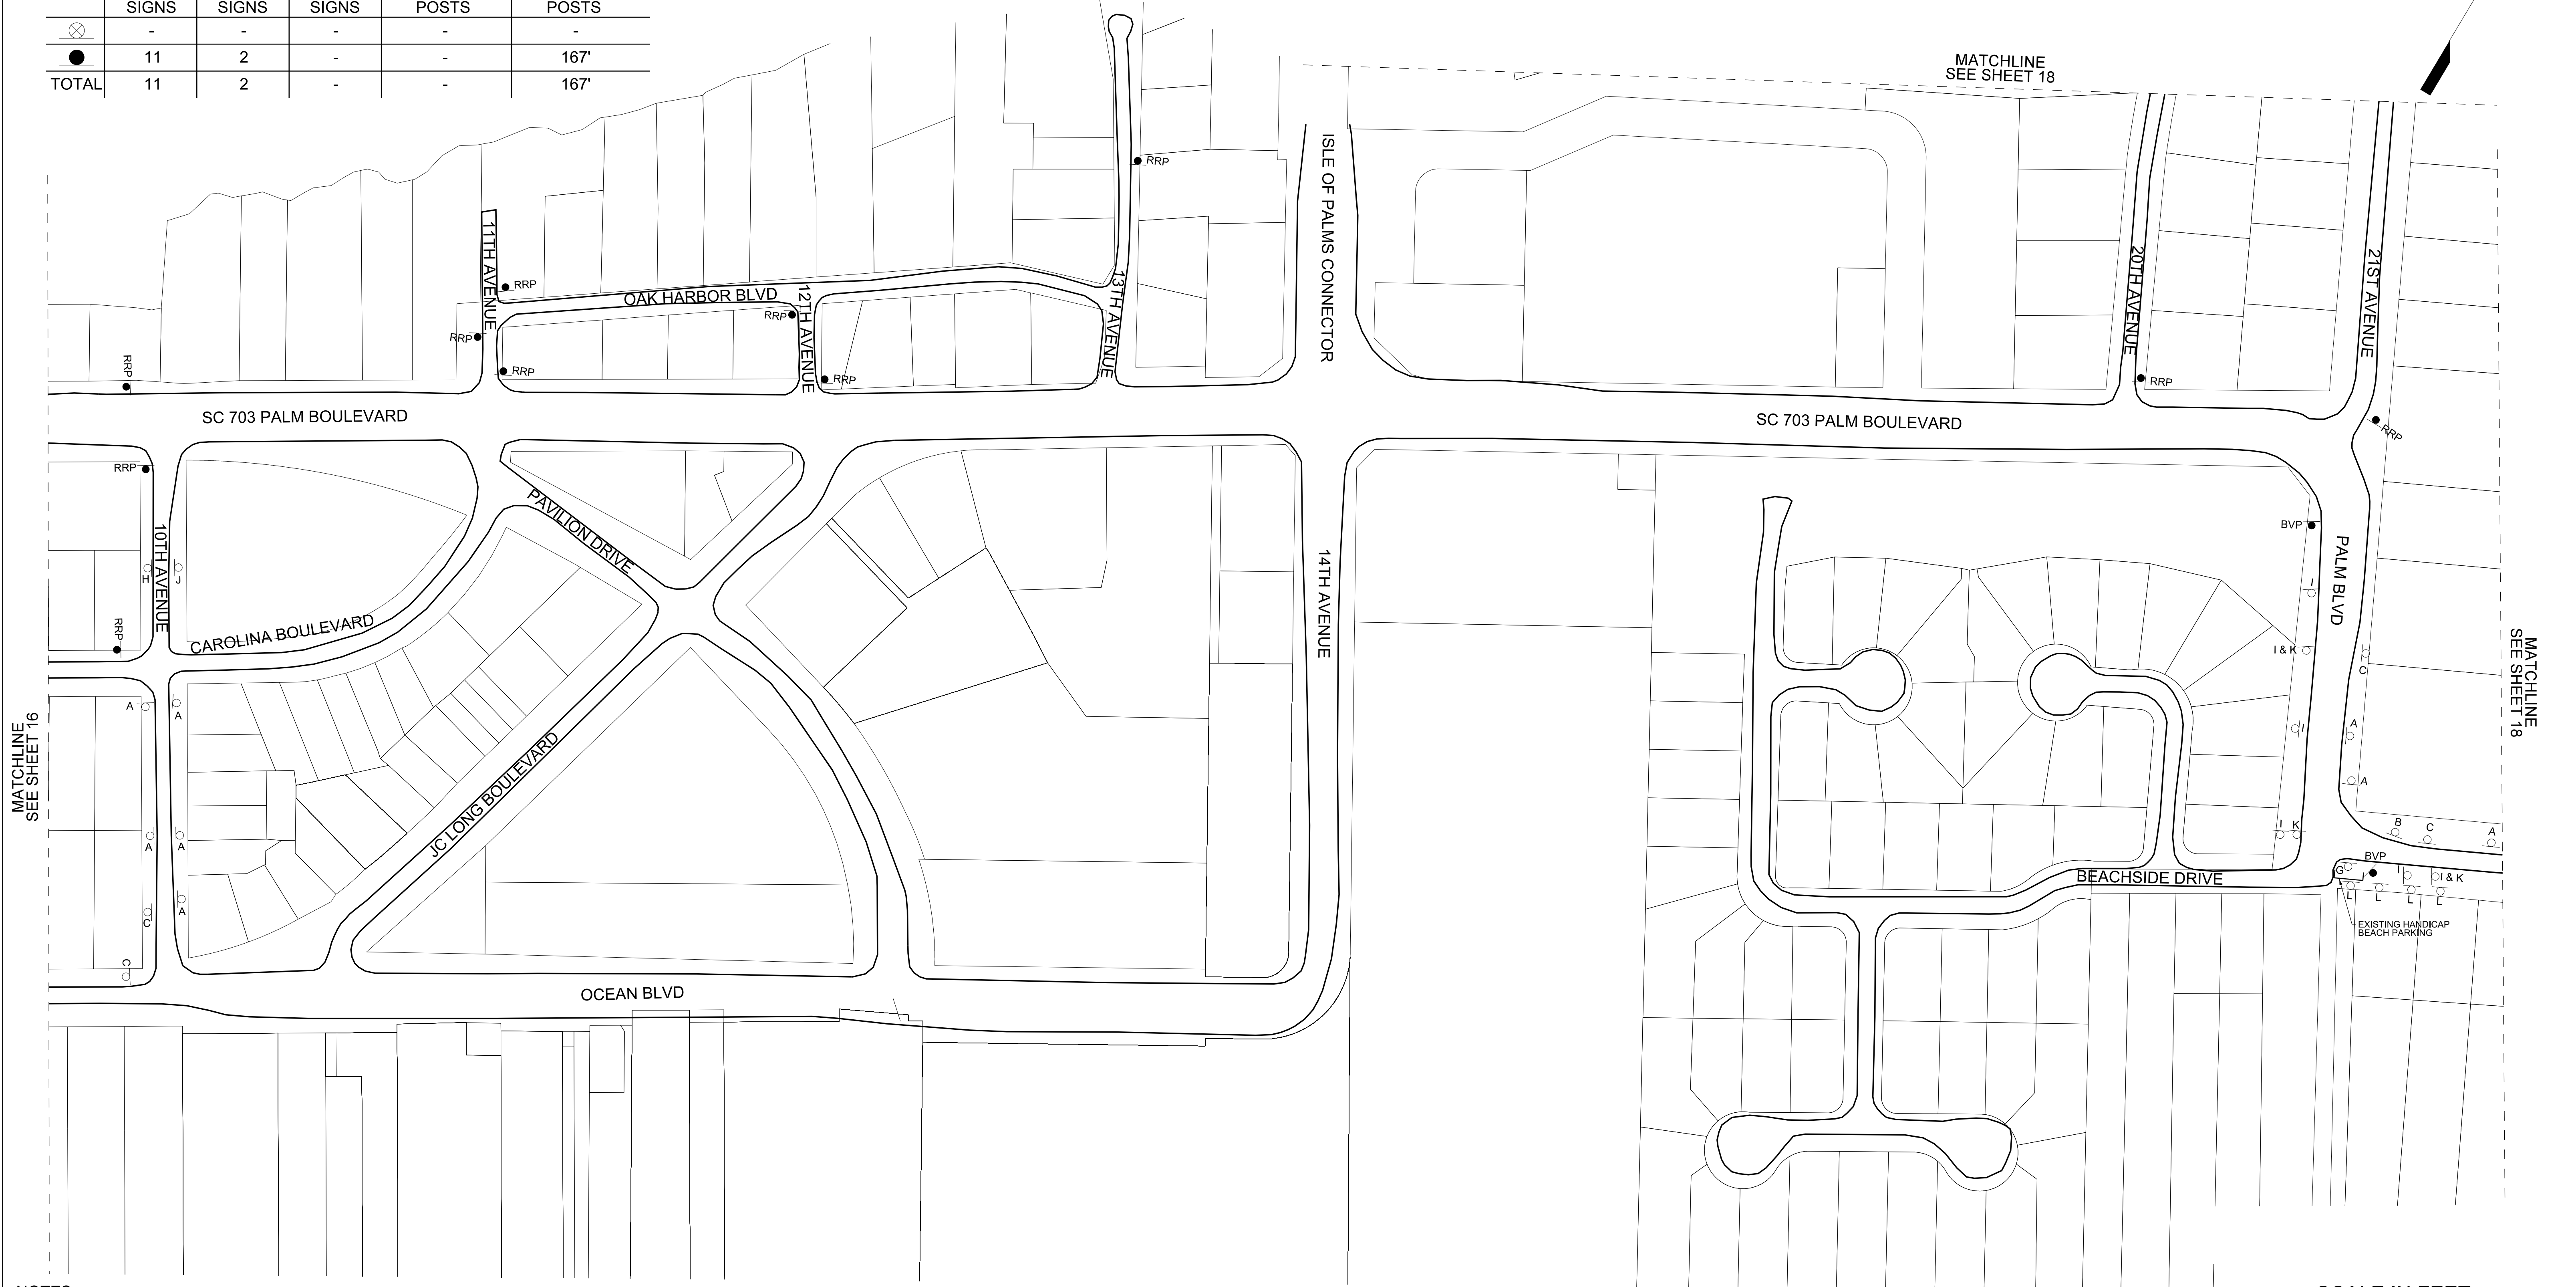 SIGNS SIGNS SIGNS POSTS POSTS
- - - - -
11 2 - - 167'
TOTAL 11 2 - - 167'
MATCHLINE
SEE SHEET 18
RRP
ISLE OF PALMS CONNECTOR
11TH AVENUE
RRP
OAK HARBOR BLVD
12TH AVENUE
13TH AVENUE
20TH AVENUE
21ST AVENUE
RRP
RRP
RRP
RRP
RRP
RRP
SC 703 PALM BOULEVARD
SC 703 PALM BOULEVARD
RRP
RRP
PAVILION DRIVE
10TH AVENUE
H
J
14TH AVENUE
BVP
PALM BLVD
I
RRP
CAROLINA BOULEVARD
I & K
C
MATCHLINE
SEE SHEET 18
A
A
MATCHLINE
SEE SHEET 16
I
A
JC LONG BOULEVARD
A
A
A
I
K
B
C
A
BVP
G
I
I & K
BEACHSIDE DRIVE
L
L
L
L
A
C
EXISTING HANDICAP
BEACH PARKING
C
OCEAN BLVD